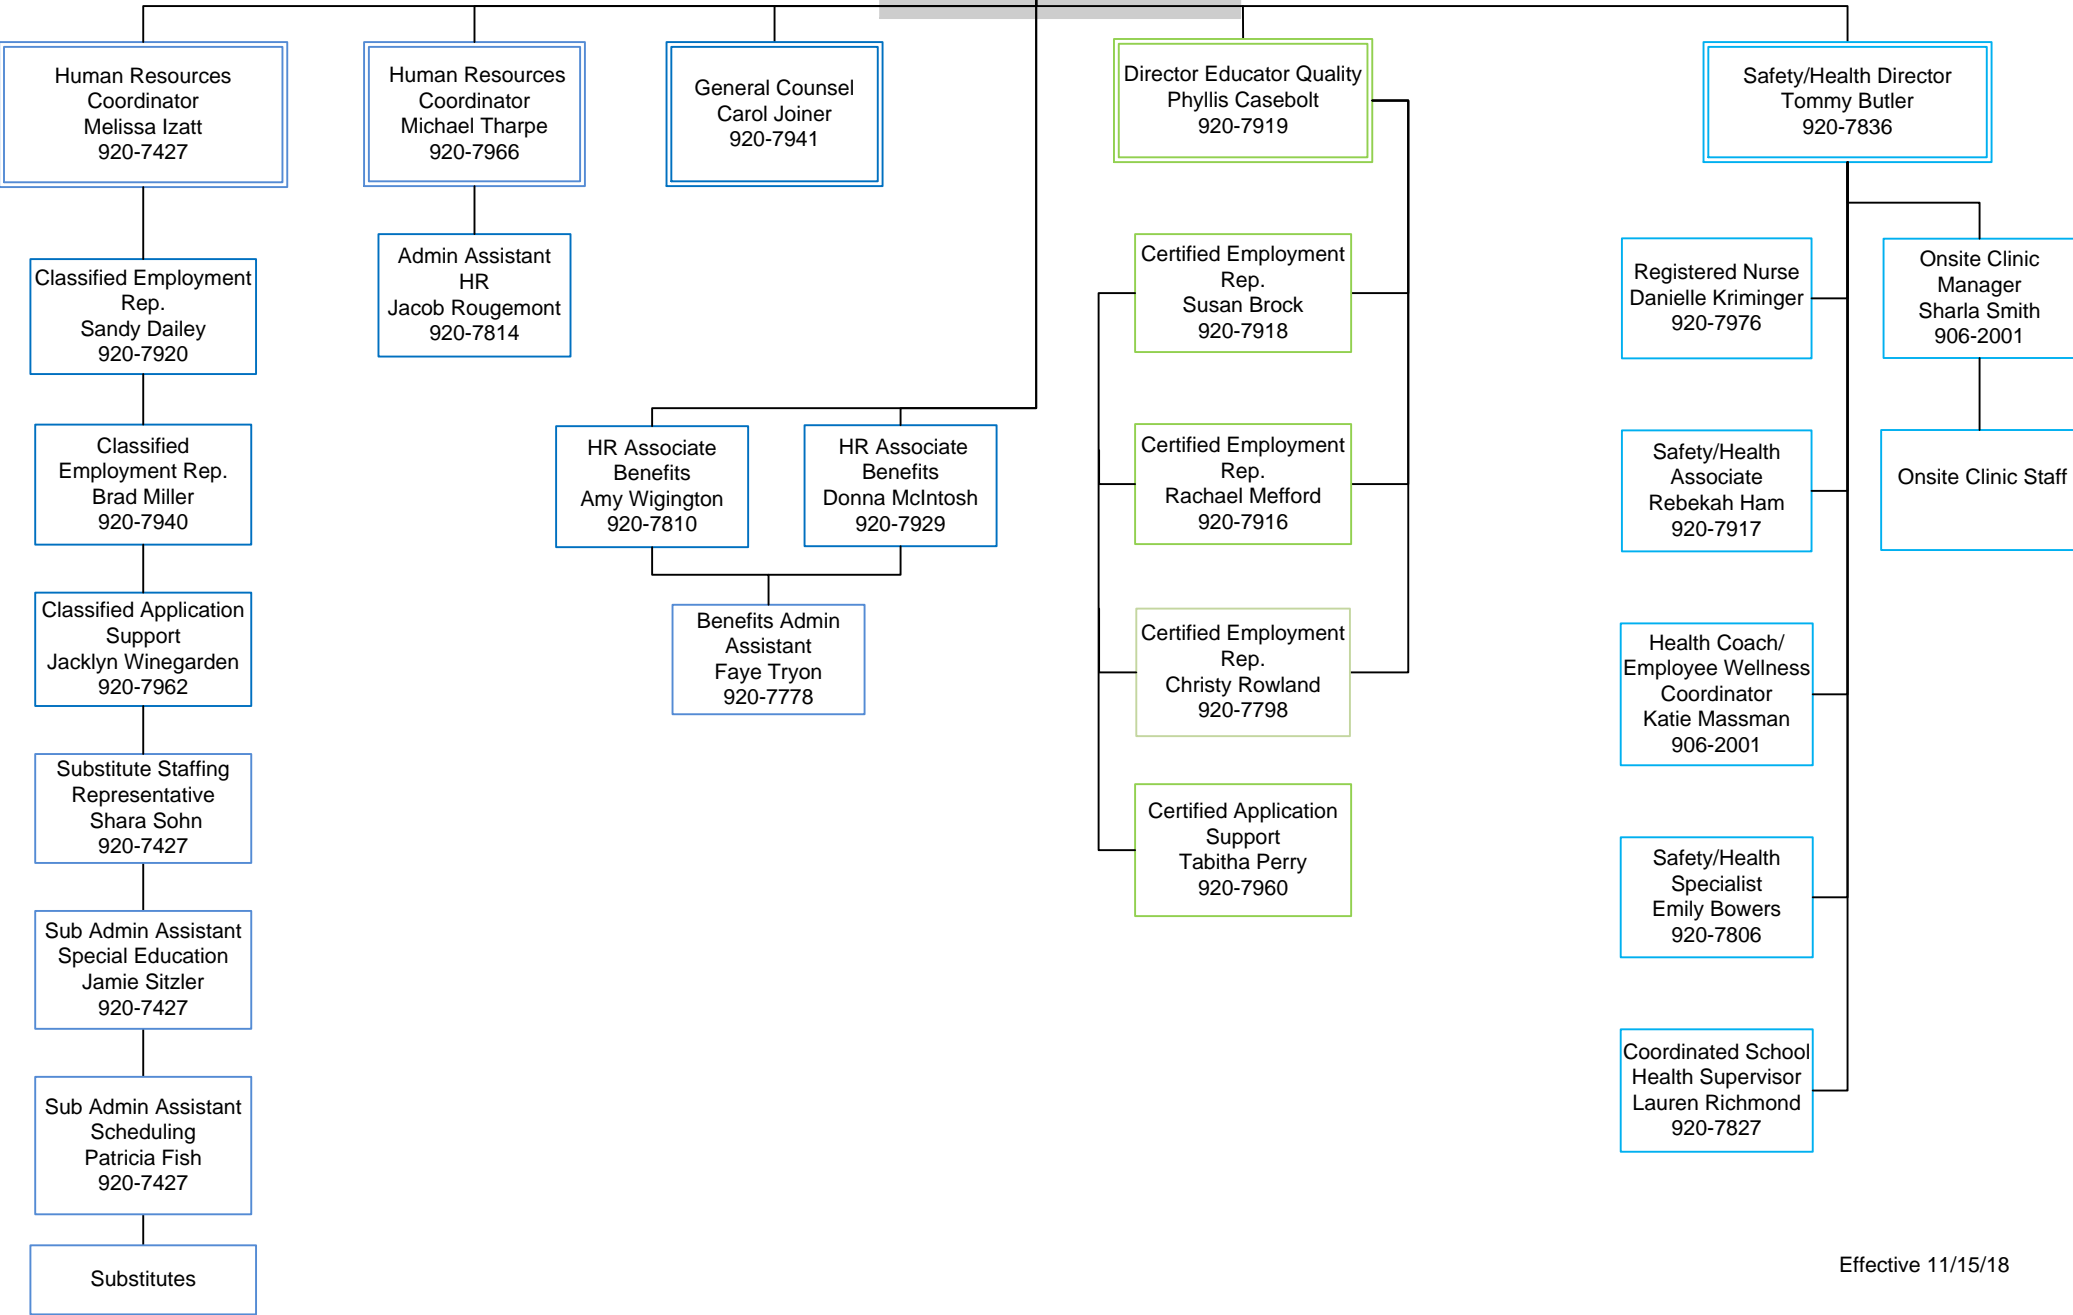 Human Resources
Coordinator
Melissa Izatt
920-7427
Human Resources
Coordinator
Michael Tharpe
920-7966
General Counsel
Carol Joiner
920-7941
Director Educator Quality
Phyllis Casebolt
920-7919
Safety/Health Director
Tommy Butler
920-7836
Classified Employment
Rep.
Sandy Dailey
920-7920
Admin Assistant
HR
Jacob Rougemont
920-7814
Certified Employment
Rep.
Susan Brock
920-7918
Registered Nurse
Danielle Kriminger
920-7976
Onsite Clinic
Manager
Sharla Smith
906-2001
Classified
Employment Rep.
Brad Miller
920-7940
HR Associate
Benefits
Amy Wigington
920-7810
HR Associate
Benefits
Donna McIntosh
920-7929
Certified Employment
Rep.
Rachael Mefford
920-7916
Safety/Health
Associate
Rebekah Ham
920-7917
Onsite Clinic Staff
Classified Application
Support
Jacklyn Winegarden
920-7962
Benefits Admin
Assistant
Faye Tryon
920-7778
Certified Employment
Rep.
Christy Rowland
920-7798
Health Coach/
Employee Wellness
Coordinator
Katie Massman
906-2001
Substitute Staffing
Representative
Shara Sohn
920-7427
Certified Application
Support
Tabitha Perry
920-7960
Safety/Health
Specialist
Emily Bowers
920-7806
Sub Admin Assistant
Special Education
Jamie Sitzler
920-7427
Coordinated School
Health Supervisor
Lauren Richmond
920-7827
Sub Admin Assistant
Scheduling
Patricia Fish
920-7427
Substitutes
Effective 11/15/18